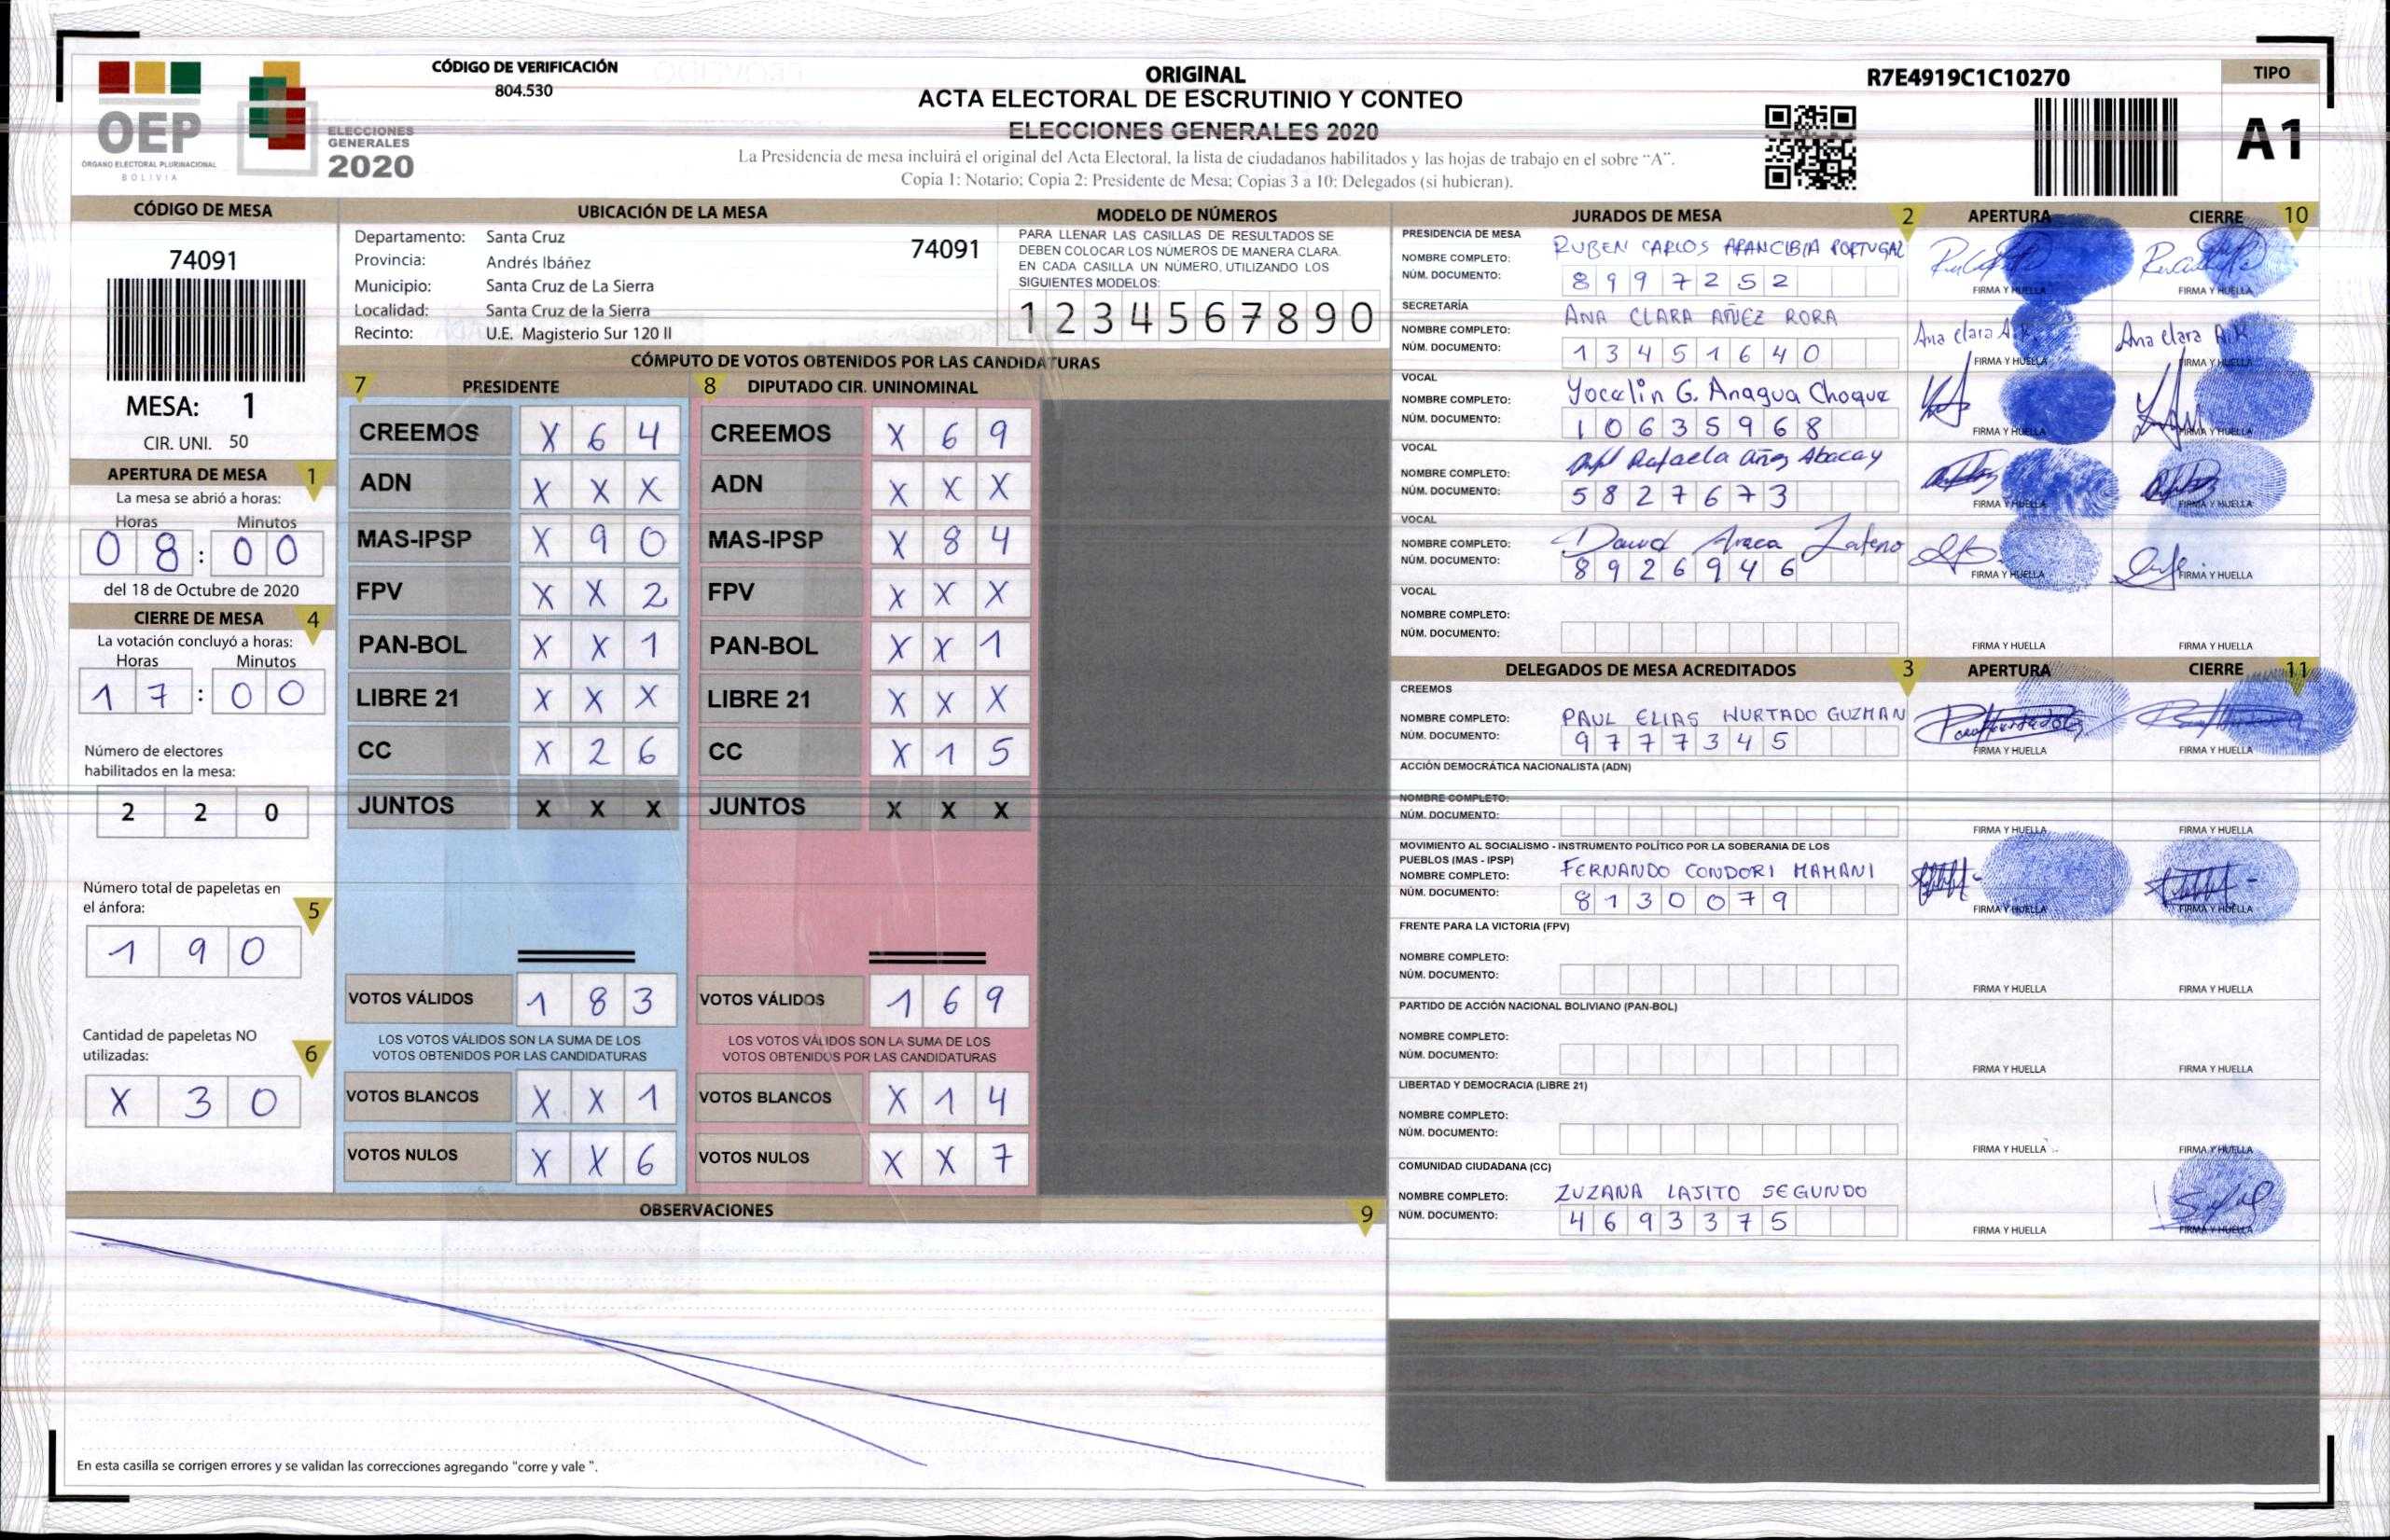 CÓDIGO DE VERIFICACIÓN
804.530
OEP
ÓRGANO ELECTORAL PLURINACIONAL
BOLIVIA
ELECCIONES
GENERALES
2020
ORIGINAL
ACTA ELECTORAL DE ESCRUTINIO Y CONTEO
ELECCIONES GENERALES 2020
La Presidencia de mesa incluirá el original del Acta Electoral, la lista de ciudadanos habilitados y las hojas de trabajo en el sobre “A”.
Copia 1: Notario; Copia 2: Presidente de Mesa; Copias 3 a 10: Delegados (si hubieran).
R7E4919C1C10270
TIPO
A1
CÓDIGO DE MESA
74091
MESA: 1
CIR. UNI. 50
APERTURA DE MESA 1
La mesa se abrió a horas:
Horas Minutos
0 8 : 0 0
del 18 de Octubre de 2020
CIERRE DE MESA 4
La votación concluyó a horas:
Horas Minutos
1 7 : 0 0
Número de electores
habilitados en la mesa:
2 2 0
Número total de papeletas en
el ánfora: 5
1 9 0
Cantidad de papeletas NO
utilizadas: 6
X 3 0
UBICACIÓN DE LA MESA
Departamento: Santa Cruz 74091
Provincia: Andrés Ibáñez
Municipio: Santa Cruz de La Sierra
Localidad: Santa Cruz de la Sierra
Recinto: U.E. Magisterio Sur 120 II
MODELO DE NÚMEROS
PARA LLENAR LAS CASILLAS DE RESULTADOS SE
DEBEN COLOCAR LOS NÚMEROS DE MANERA CLARA.
EN CADA CASILLA UN NÚMERO, UTILIZANDO LOS
SIGUIENTES MODELOS:
1 2 3 4 5 6 7 8 9 0
CÓMPUTO DE VOTOS OBTENIDOS POR LAS CANDIDATURAS
7 PRESIDENTE 8 DIPUTADO CIR. UNINOMINAL
CREEMOS X 6 4 CREEMOS X 6 9
ADN X X X ADN X X X
MAS-IPSP X 9 0 MAS-IPSP X 8 4
FPV X X 2 FPV X X X
PAN-BOL X X 1 PAN-BOL X X 1
LIBRE 21 X X X LIBRE 21 X X X
CC X 2 6 CC X 1 5
JUNTOS X X X JUNTOS X X X
VOTOS VÁLIDOS 1 8 3 VOTOS VÁLIDOS 1 6 9
LOS VOTOS VÁLIDOS SON LA SUMA DE LOS LOS VOTOS VÁLIDOS SON LA SUMA DE LOS
VOTOS OBTENIDOS POR LAS CANDIDATURAS VOTOS OBTENIDOS POR LAS CANDIDATURAS
VOTOS BLANCOS X X 1 VOTOS BLANCOS X 1 4
VOTOS NULOS X X 6 VOTOS NULOS X X 7
OBSERVACIONES 9
En esta casilla se corrigen errores y se validan las correcciones agregando "corre y vale ".
JURADOS DE MESA 2 APERTURA CIERRE 10
PRESIDENCIA DE MESA
NOMBRE COMPLETO: RUBEN CARLOS ARANCIBIA PORTUGAL
NÚM. DOCUMENTO: 8 9 9 7 2 5 2
FIRMA Y HUELLA FIRMA Y HUELLA
SECRETARÍA
NOMBRE COMPLETO: ANA CLARA AÑEZ RORA
NÚM. DOCUMENTO: 1 3 4 5 1 6 4 0
Ana clara Ana clara
FIRMA Y HUELLA FIRMA Y HUELLA
VOCAL
NOMBRE COMPLETO: Yocelin G. Anagua Choque
NÚM. DOCUMENTO: 1 0 6 3 5 9 6 8
FIRMA Y HUELLA FIRMA Y HUELLA
VOCAL
NOMBRE COMPLETO: Rafaela Añez Abacay
NÚM. DOCUMENTO: 5 8 2 7 6 7 3
FIRMA Y HUELLA FIRMA Y HUELLA
VOCAL
NOMBRE COMPLETO: David
NÚM. DOCUMENTO: 8 9 2 6 9 4 6
FIRMA Y HUELLA FIRMA Y HUELLA
VOCAL
NOMBRE COMPLETO:
NÚM. DOCUMENTO:
FIRMA Y HUELLA FIRMA Y HUELLA
DELEGADOS DE MESA ACREDITADOS 3 APERTURA CIERRE 11
CREEMOS
NOMBRE COMPLETO: PAUL ELIAS HURTADO GUZMAN
NÚM. DOCUMENTO: 9 7 7 7 3 4 5
FIRMA Y HUELLA FIRMA Y HUELLA
ACCIÓN DEMOCRÁTICA NACIONALISTA (ADN)
NOMBRE COMPLETO:
NÚM. DOCUMENTO:
FIRMA Y HUELLA FIRMA Y HUELLA
MOVIMIENTO AL SOCIALISMO - INSTRUMENTO POLÍTICO POR LA SOBERANIA DE LOS
PUEBLOS (MAS - IPSP)
NOMBRE COMPLETO: FERNANDO CONDORI MAMANI
NÚM. DOCUMENTO: 8 1 3 0 0 7 9
FIRMA Y HUELLA FIRMA Y HUELLA
FRENTE PARA LA VICTORIA (FPV)
NOMBRE COMPLETO:
NÚM. DOCUMENTO:
FIRMA Y HUELLA FIRMA Y HUELLA
PARTIDO DE ACCIÓN NACIONAL BOLIVIANO (PAN-BOL)
NOMBRE COMPLETO:
NÚM. DOCUMENTO:
FIRMA Y HUELLA FIRMA Y HUELLA
LIBERTAD Y DEMOCRACIA (LIBRE 21)
NOMBRE COMPLETO:
NÚM. DOCUMENTO:
FIRMA Y HUELLA FIRMA Y HUELLA
COMUNIDAD CIUDADANA (CC)
NOMBRE COMPLETO: ZUZANA LAJITO SEGUNDO
NÚM. DOCUMENTO: 4 6 9 3 3 7 5
FIRMA Y HUELLA FIRMA Y HUELLA